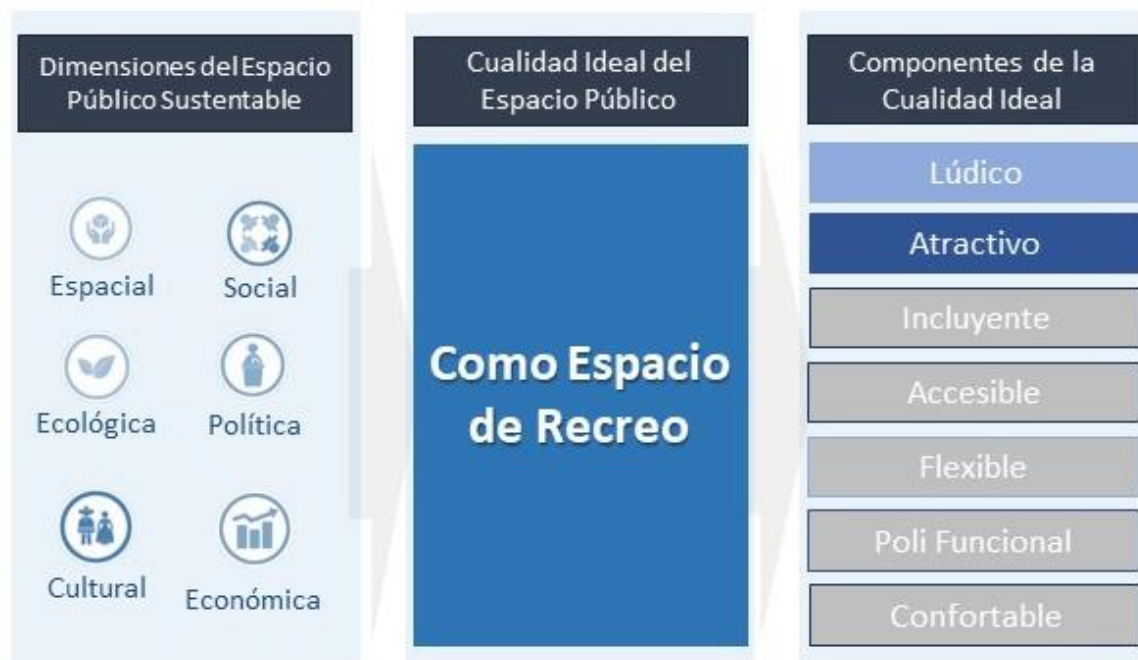 Dimensiones del Espacio
Público Sustentable
Espacial
Social
Ecológica
Política
Cultural
Económica
Cualidad Ideal del
Espacio Público
Como Espacio
de Recreo
Componentes de la
Cualidad Ideal
Lúdico
Atractivo
Incluyente
Accesible
Flexible
Poli Funcional
Confortable